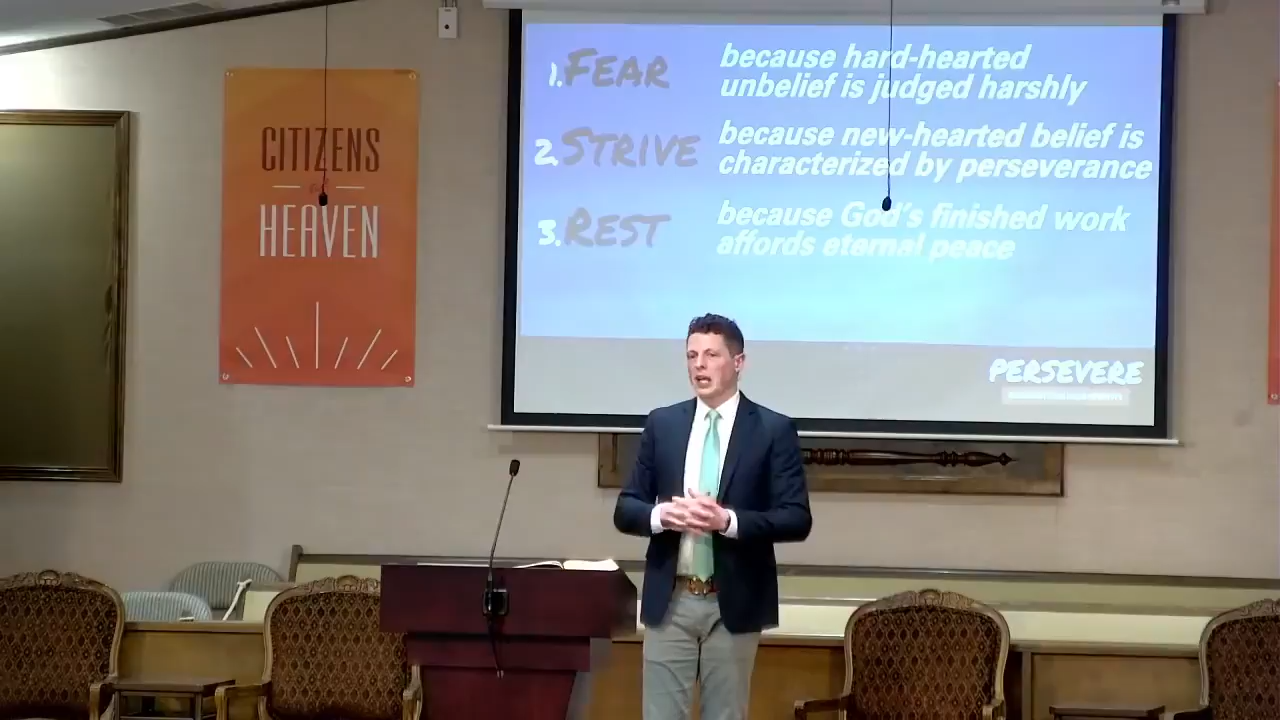 CITIZENS
of
HEAVEN
1. FEAR because hard-hearted
unbelief is judged harshly
2. STRIVE because new-hearted belief is
characterized by perseverance
3. REST because God's finished work
affords eternal peace
PERSEVERE